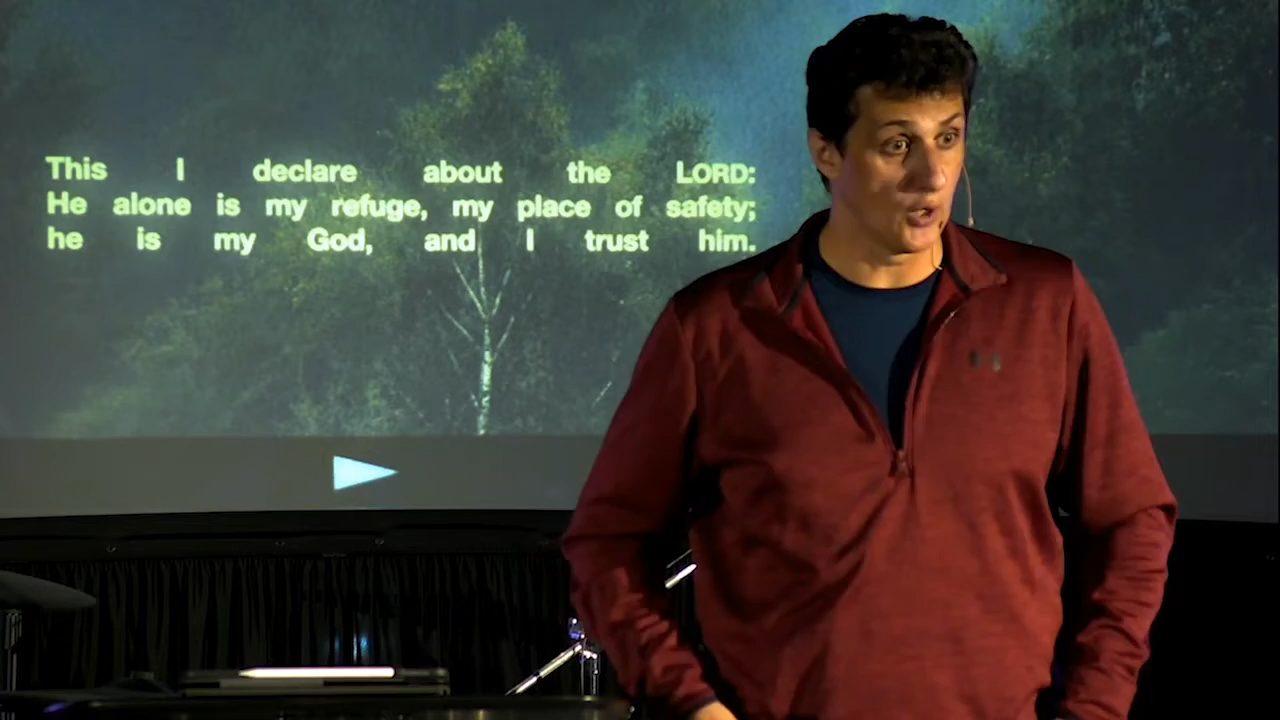 This I declare about the LORD:
He alone is my refuge, my place of safety;
he is my God, and I trust him.